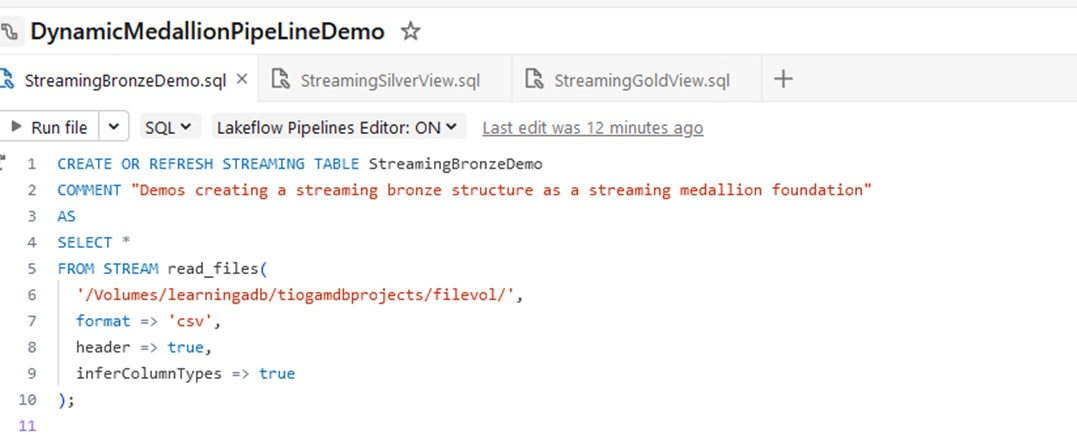 DynamicMedallionPipeLineDemo
StreamingBronzeDemo.sql × StreamingSilverView.sql StreamingGoldView.sql +
Run file SQL Lakeflow Pipelines Editor: ON Last edit was 12 minutes ago
1 CREATE OR REFRESH STREAMING TABLE StreamingBronzeDemo
2 COMMENT "Demos creating a streaming bronze structure as a streaming medallion foundation"
3 AS
4 SELECT *
5 FROM STREAM read_files(
6 '/Volumes/learningadb/tiogamdbprojects/filevol/',
7 format => 'csv',
8 header => true,
9 inferColumnTypes => true
10 );
11